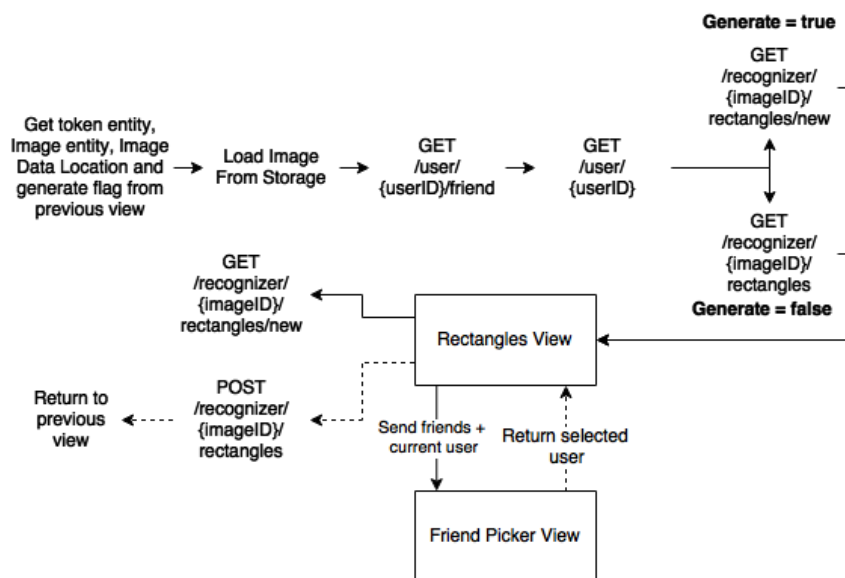 Generate = true
GET
/recognizer/
{imageID}/
rectangles/new
Get token entity,
Image entity, Image
Data Location and
generate flag from
previous view
Load Image
From Storage
GET
/user/
{userID}/friend
GET
/user/
{userID}
GET
/recognizer/
{imageID}/
rectangles
Generate = false
GET
/recognizer/
{imageID}/
rectangles/new
Rectangles View
Return to
previous
view
POST
/recognizer/
{imageID}/
rectangles
Send friends +
current user
Return selected
user
Friend Picker View